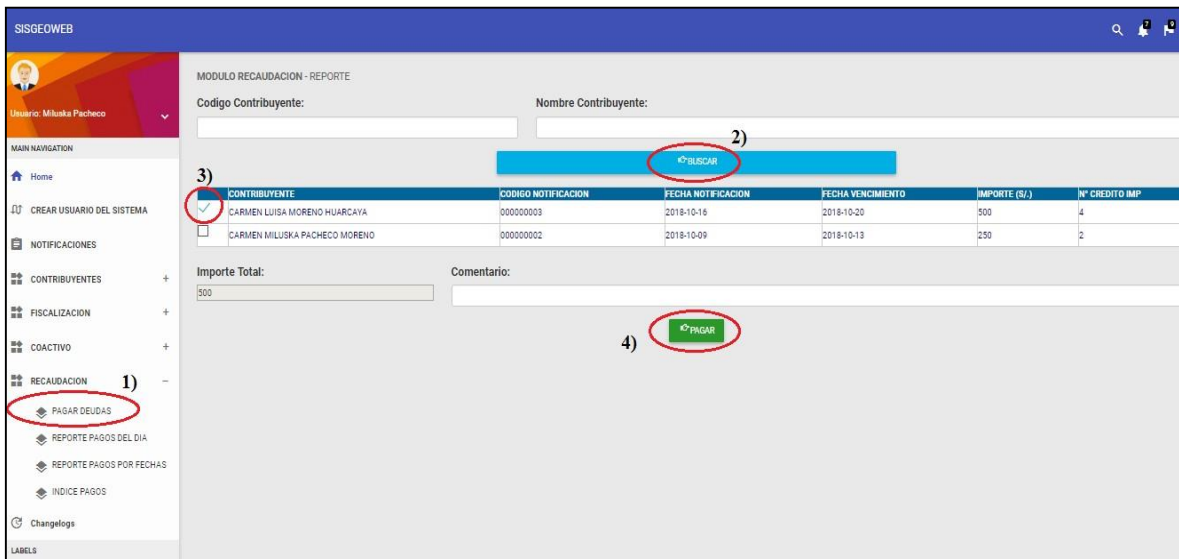 SISGEOWEB
7 9
Usuario: Miluska Pacheco
MAIN NAVIGATION
Home
CREAR USUARIO DEL SISTEMA
NOTIFICACIONES
CONTRIBUYENTES +
FISCALIZACION +
COACTIVO +
RECAUDACION 1) -
PAGAR DEUDAS
REPORTE PAGOS DEL DIA
REPORTE PAGOS POR FECHAS
INDICE PAGOS
Changelogs
LABELS
MODULO RECAUDACION - REPORTE
Codigo Contribuyente: Nombre Contribuyente:
2)
BUSCAR
3)
CONTRIBUYENTE CODIGO NOTIFICACION FECHA NOTIFICACION FECHA VENCIMIENTO IMPORTE (S/.) N° CREDITO IMP
CARMEN LUISA MORENO HUARCAYA 000000003 2018-10-16 2018-10-20 500 4
CARMEN MILUSKA PACHECO MORENO 000000002 2018-10-09 2018-10-13 250 2
Importe Total: Comentario:
500
4) PAGAR